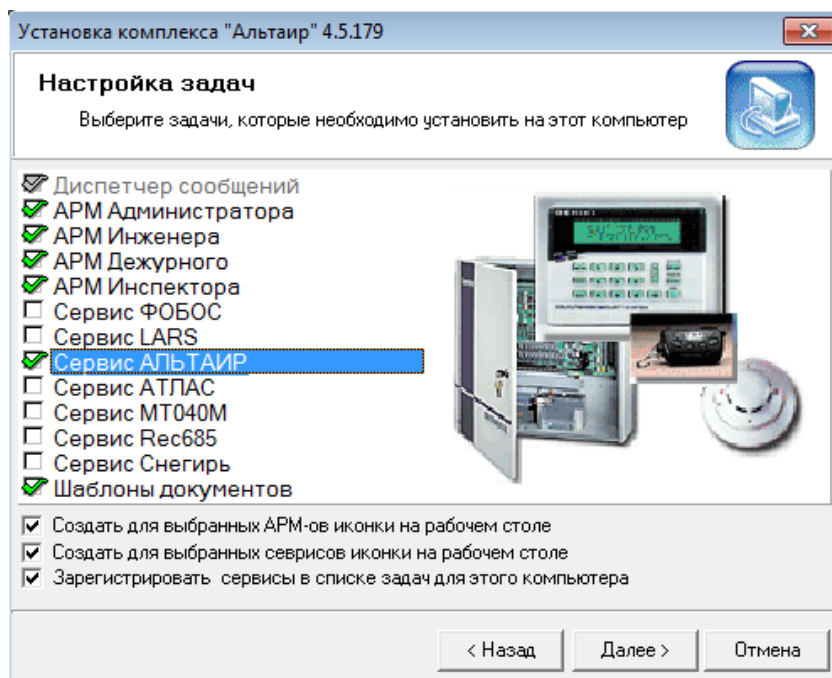 Установка комплекса "Альтаир" 4.5.179
Настройка задач
Выберите задачи, которые необходимо установить на этот компьютер
Диспетчер сообщений
АРМ Администратора
АРМ Инженера
АРМ Дежурного
АРМ Инспектора
Сервис ФОБОС
Сервис LARS
Сервис АЛЬТАИР
Сервис АТЛАС
Сервис МТ040М
Сервис Rec685
Сервис Снегирь
Шаблоны документов
Создать для выбранных АРМ-ов иконки на рабочем столе
Создать для выбранных севрисов иконки на рабочем столе
Зарегистрировать сервисы в списке задач для этого компьютера
< Назад
Далее >
Отмена